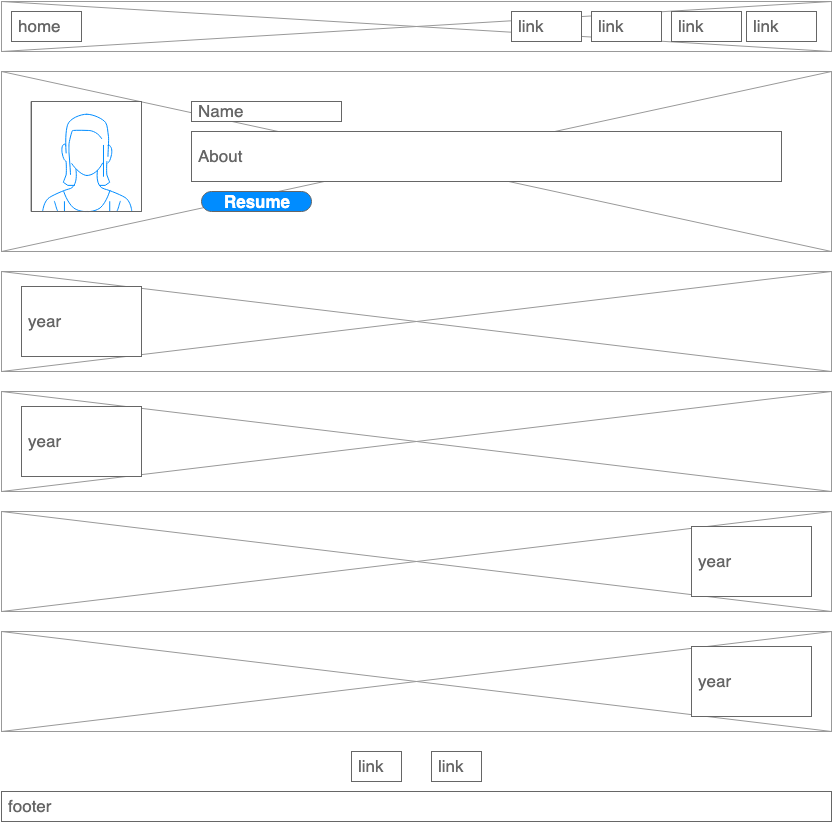 home link link link link
Name
About
Resume
year
year
year
year
link link
footer